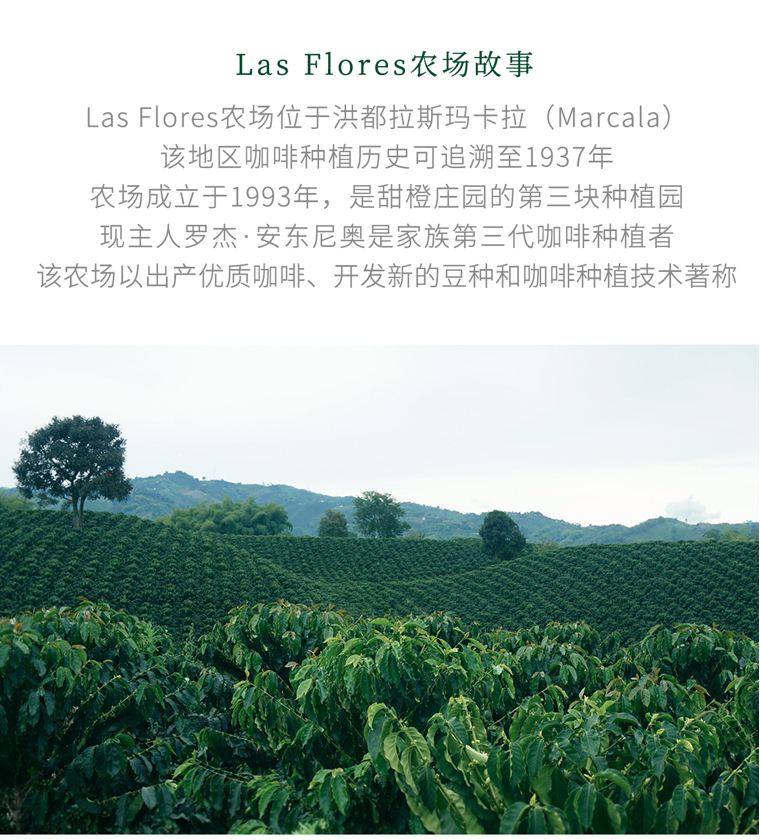 Las Flores农场故事
Las Flores农场位于洪都拉斯玛卡拉（Marcala）
该地区咖啡种植历史可追溯至1937年
农场成立于1993年，是甜橙庄园的第三块种植园
现主人罗杰·安东尼奥是家族第三代咖啡种植者
该农场以出产优质咖啡、开发新的豆种和咖啡种植技术著称